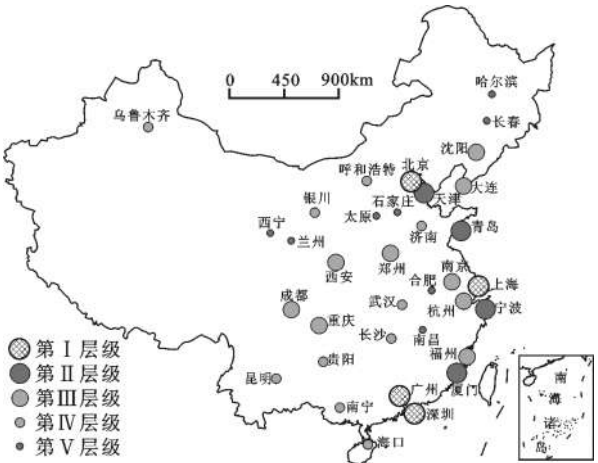 0 450 900km
哈尔滨
长春
乌鲁木齐
沈阳
呼和浩特
北京
大连
天津
银川
石家庄
太原
西宁
济南
青岛
兰州
郑州
西安
南京
上海
合肥
成都
武汉
杭州
宁波
重庆
长沙
南昌
福州
贵阳
昆明
厦门
广州
南宁
深圳
海口
第Ⅰ层级
第Ⅱ层级
第Ⅲ层级
第Ⅳ层级
第Ⅴ层级
南
海
诸
岛